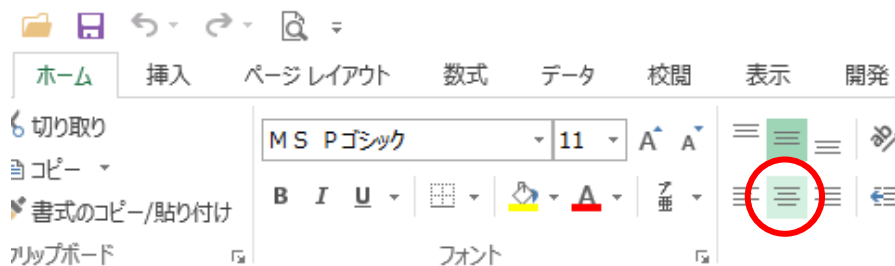 ホーム 挿入 ページ レイアウト 数式 データ 校閲 表示 開発
切り取り
コピー
書式のコピー/貼り付け
クリップボード
ＭＳ Ｐゴシック 11 A A
B I U A ア亜
フォント